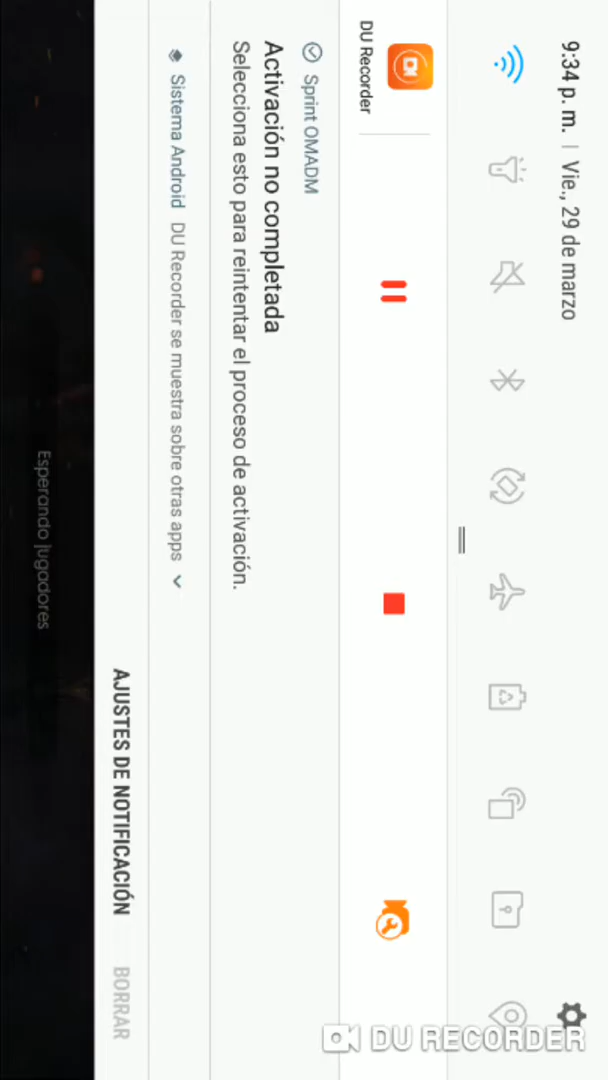 9:34 p. m. | Vie., 29 de marzo
DU Recorder
Sprint OMADM
Activación no completada
Selecciona esto para reintentar el proceso de activación.
Sistema Android DU Recorder se muestra sobre otras apps
AJUSTES DE NOTIFICACIÓN BORRAR
Esperando jugadores
DU RECORDER